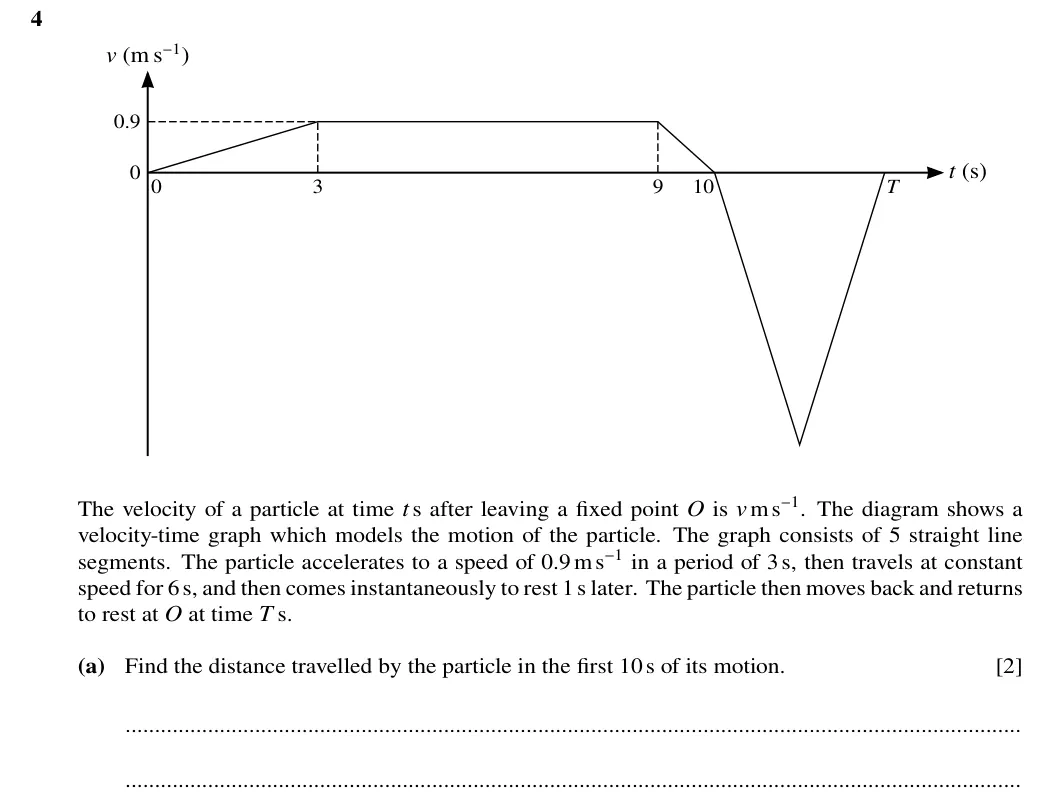 4
v (m s⁻¹)
0.9
0
0 3 9 10 T t (s)
The velocity of a particle at time t s after leaving a fixed point O is v m s⁻¹. The diagram shows a
velocity-time graph which models the motion of the particle. The graph consists of 5 straight line
segments. The particle accelerates to a speed of 0.9 m s⁻¹ in a period of 3 s, then travels at constant
speed for 6 s, and then comes instantaneously to rest 1 s later. The particle then moves back and returns
to rest at O at time T s.
(a) Find the distance travelled by the particle in the first 10 s of its motion. [2]